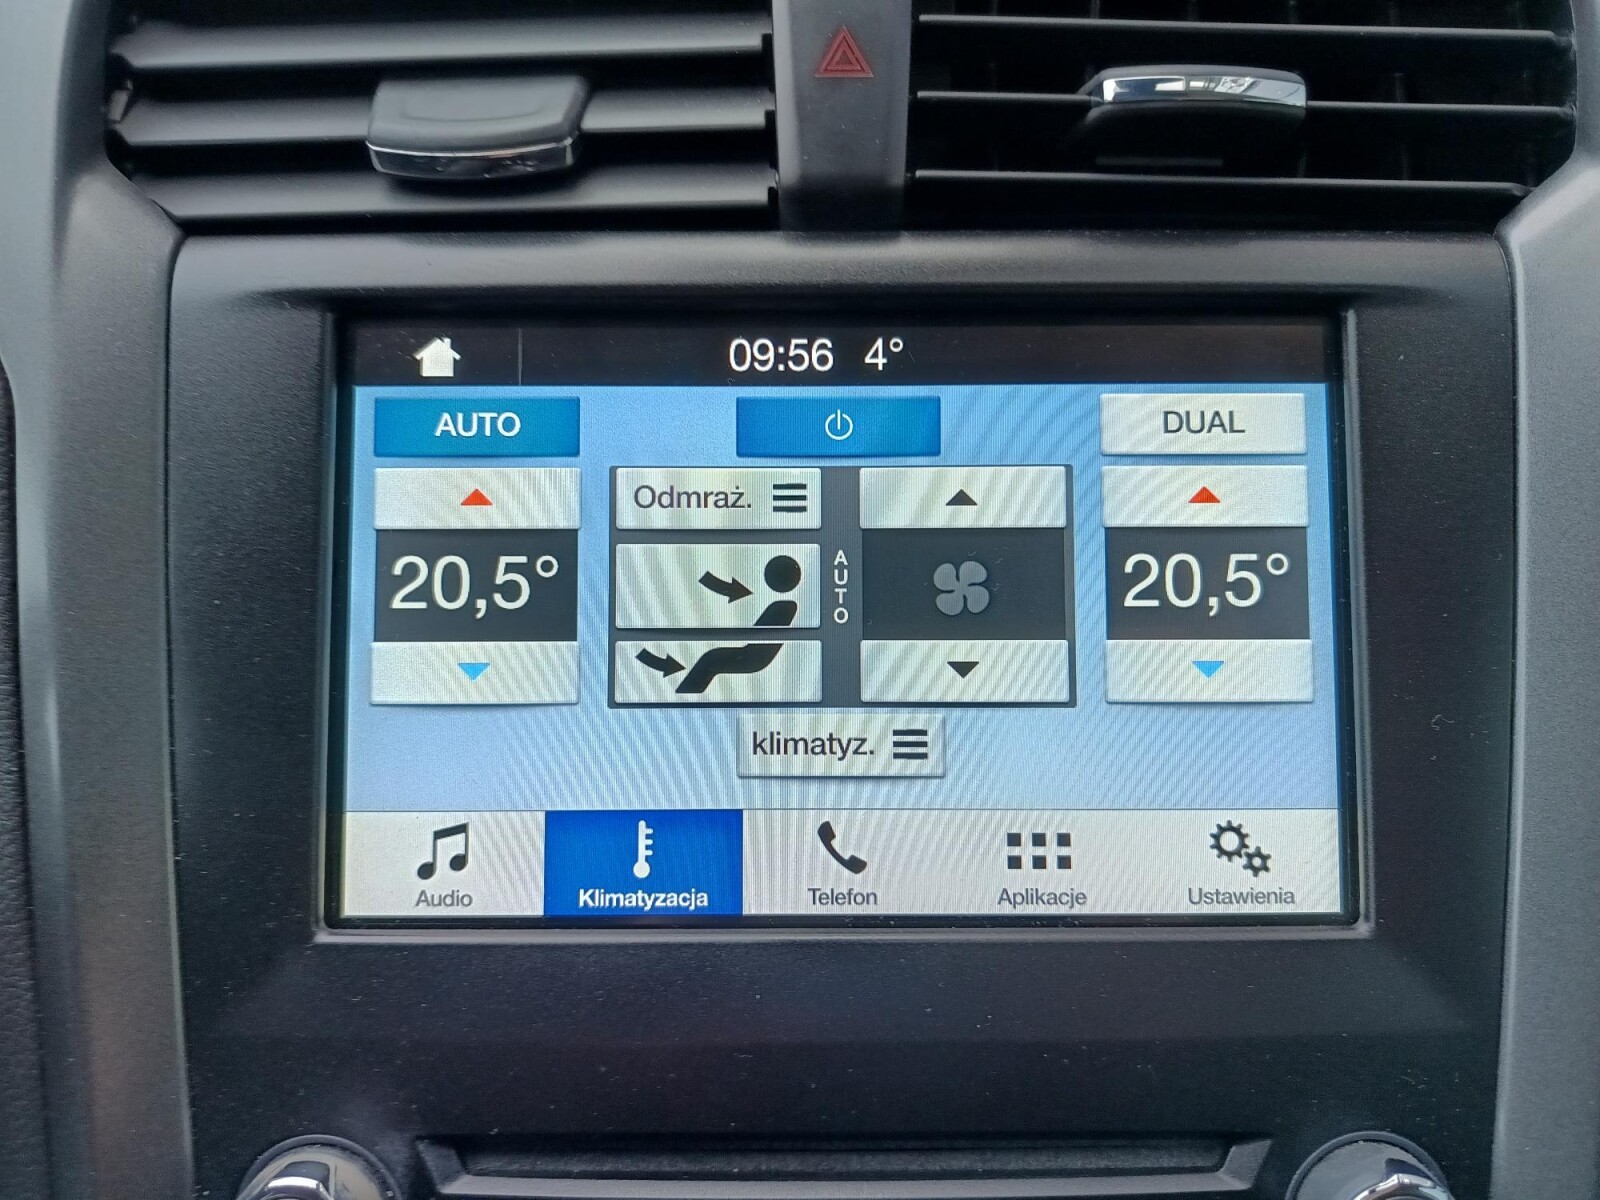 09:56 4°
AUTO
DUAL
Odmraż.
20,5°
AUTO
20,5°
klimatyz.
Audio
Klimatyzacja
Telefon
Aplikacje
Ustawienia